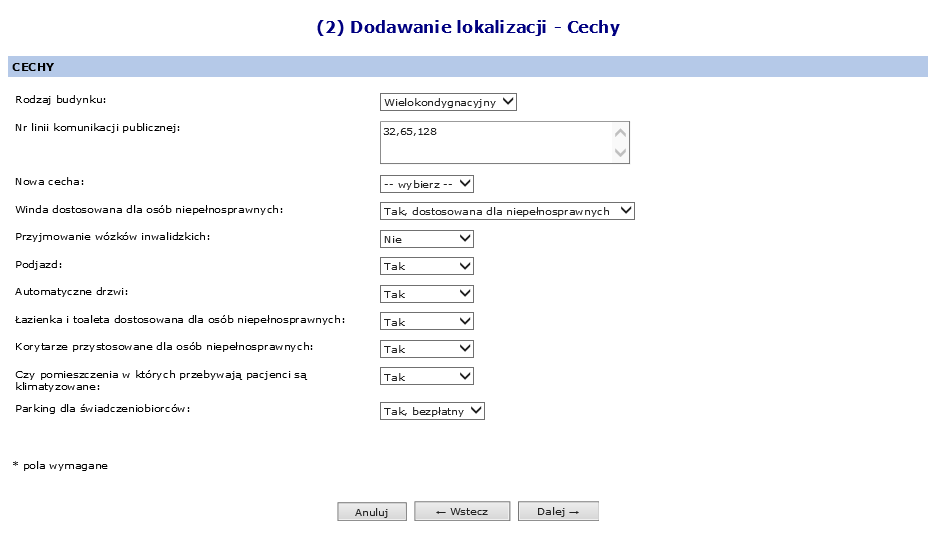 (2) Dodawanie lokalizacji - Cechy
CECHY
Rodzaj budynku: Wielokondygnacyjny
Nr linii komunikacji publicznej: 32,65,128
Nowa cecha: -- wybierz --
Winda dostosowana dla osób niepełnosprawnych: Tak, dostosowana dla niepełnosprawnych
Przyjmowanie wózków inwalidzkich: Nie
Podjazd: Tak
Automatyczne drzwi: Tak
Łazienka i toaleta dostosowana dla osób niepełnosprawnych: Tak
Korytarze przystosowane dla osób niepełnosprawnych: Tak
Czy pomieszczenia w których przebywają pacjenci są Tak
klimatyzowane:
Parking dla świadczeniobiorców: Tak, bezpłatny
* pola wymagane
Anuluj ← Wstecz Dalej →